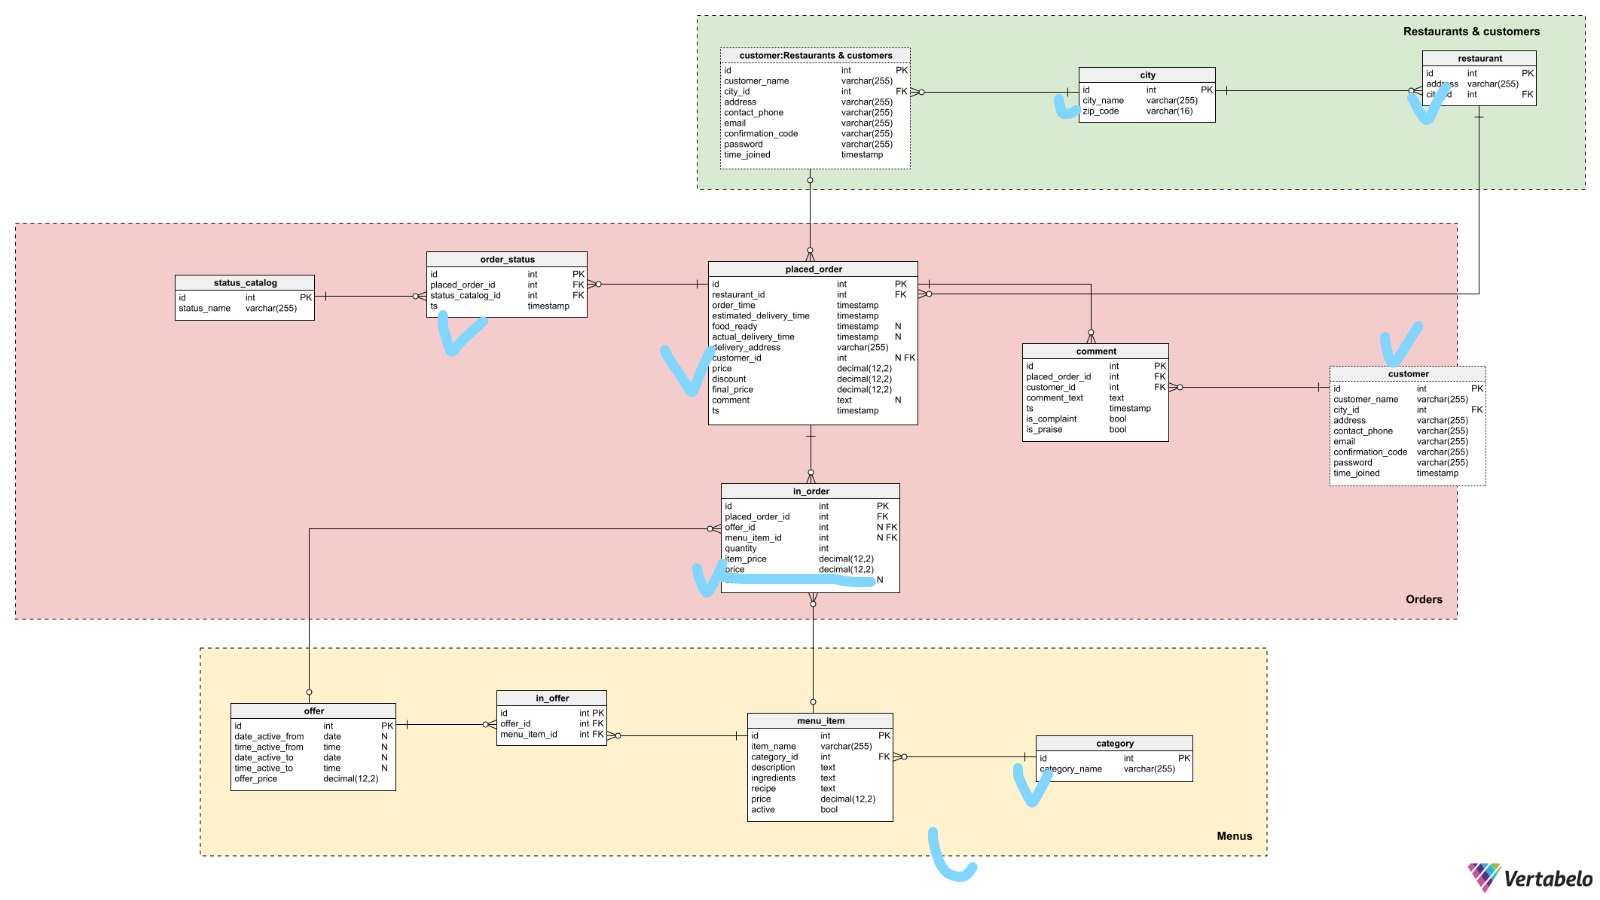 Restaurants & customers
customer:Restaurants & customers
id int PK
customer_name varchar(255)
city_id int FK
address varchar(255)
contact_phone varchar(255)
email varchar(255)
confirmation_code varchar(255)
password varchar(255)
time_joined timestamp
city
id int PK
city_name varchar(255)
zip_code varchar(16)
restaurant
id int PK
address varchar(255)
city_id int FK
status_catalog
id int PK
status_name varchar(255)
order_status
id int PK
placed_order_id int FK
status_catalog_id int FK
ts timestamp
placed_order
id int PK
restaurant_id int FK
order_time timestamp
estimated_delivery_time timestamp
food_ready timestamp N
actual_delivery_time timestamp N
delivery_address varchar(255)
customer_id int N FK
price decimal(12,2)
discount decimal(12,2)
final_price decimal(12,2)
comment text N
ts timestamp
comment
id int PK
placed_order_id int FK
customer_id int FK
comment_text text
ts timestamp
is_complaint bool
is_praise bool
customer
id int PK
customer_name varchar(255)
city_id int FK
address varchar(255)
contact_phone varchar(255)
email varchar(255)
confirmation_code varchar(255)
password varchar(255)
time_joined timestamp
in_order
id int PK
placed_order_id int FK
offer_id int N FK
menu_item_id int N FK
quantity int
item_price decimal(12,2)
price decimal(12,2)
N
Orders
offer
id int PK
date_active_from date N
time_active_from time N
date_active_to date N
time_active_to time N
offer_price decimal(12,2)
in_offer
id int PK
offer_id int FK
menu_item_id int FK
menu_item
id int PK
item_name varchar(255)
category_id int FK
description text
ingredients text
recipe text
price decimal(12,2)
active bool
category
id int PK
category_name varchar(255)
Menus
Vertabelo